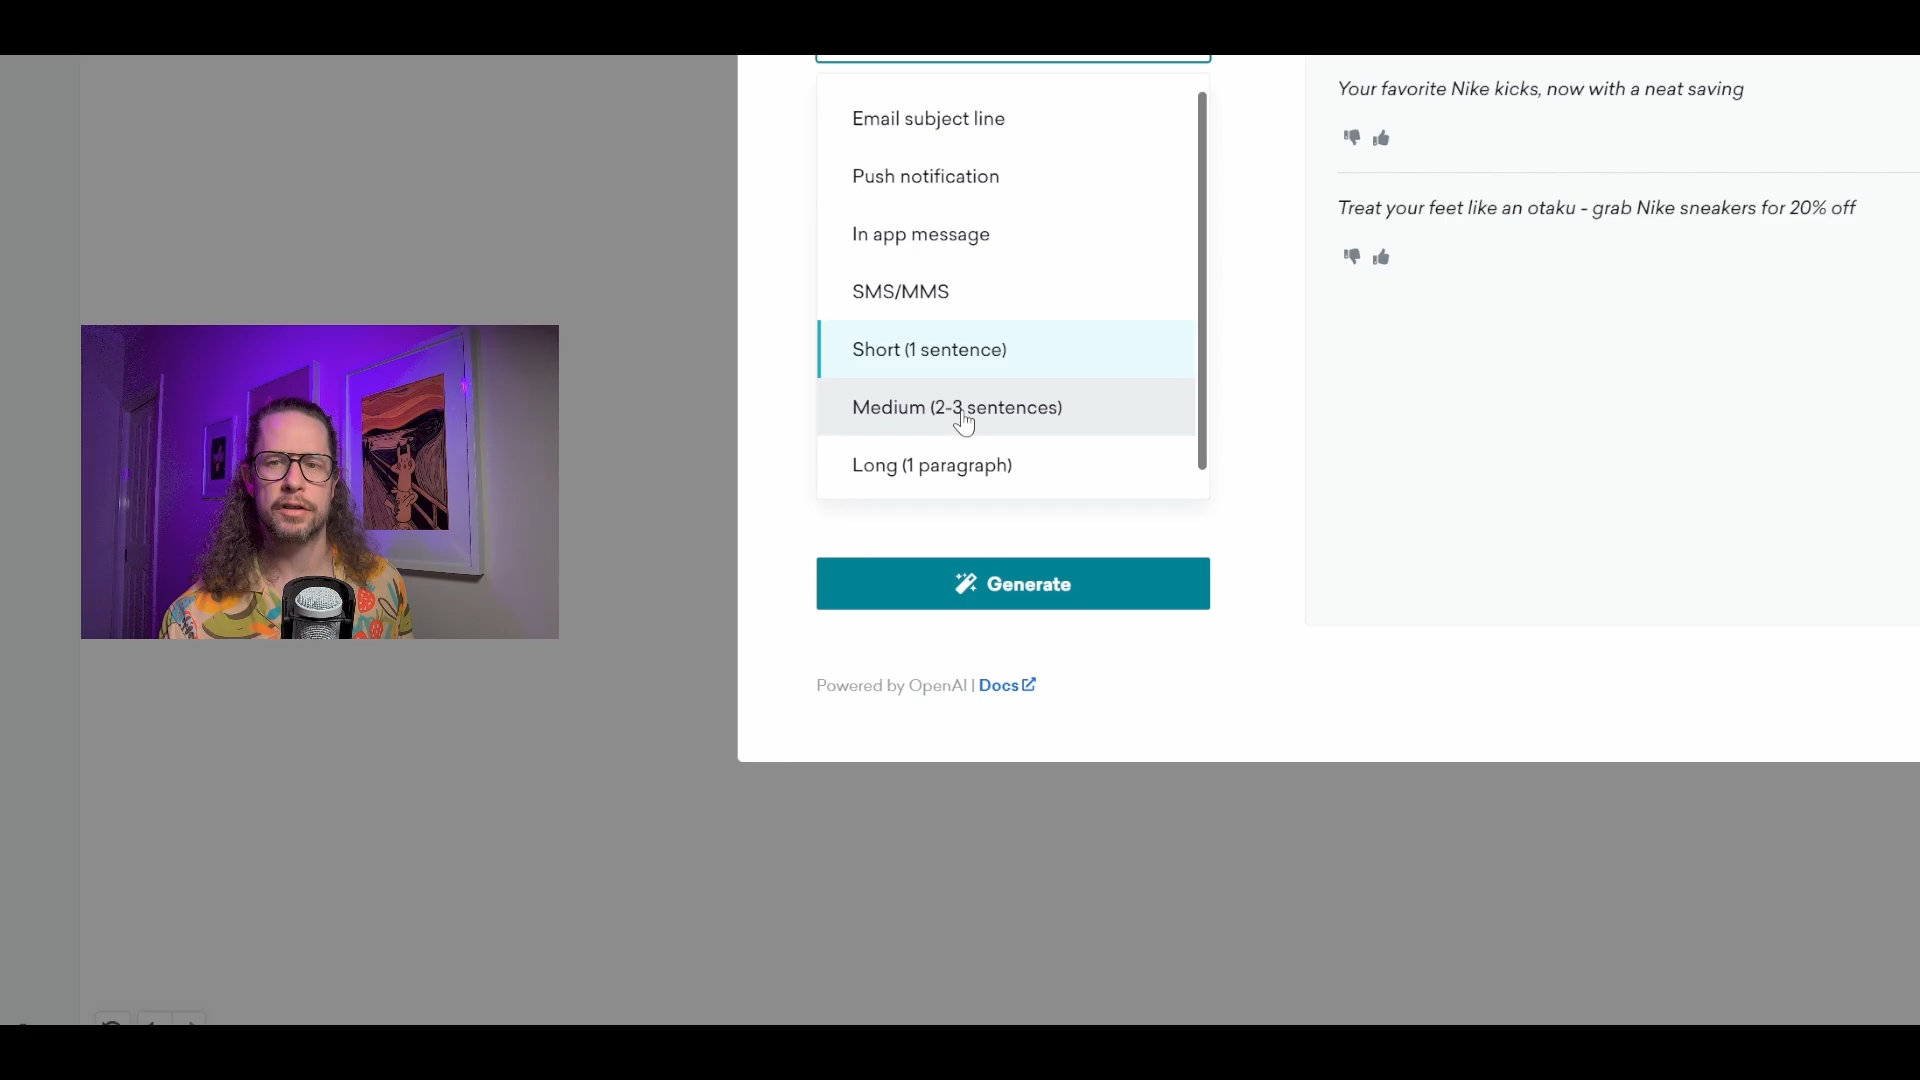 Email subject line
Push notification
In app message
SMS/MMS
Short (1 sentence)
Medium (2-3 sentences)
Long (1 paragraph)
Generate
Powered by OpenAI | Docs
Your favorite Nike kicks, now with a neat saving
Treat your feet like an otaku - grab Nike sneakers for 20% off